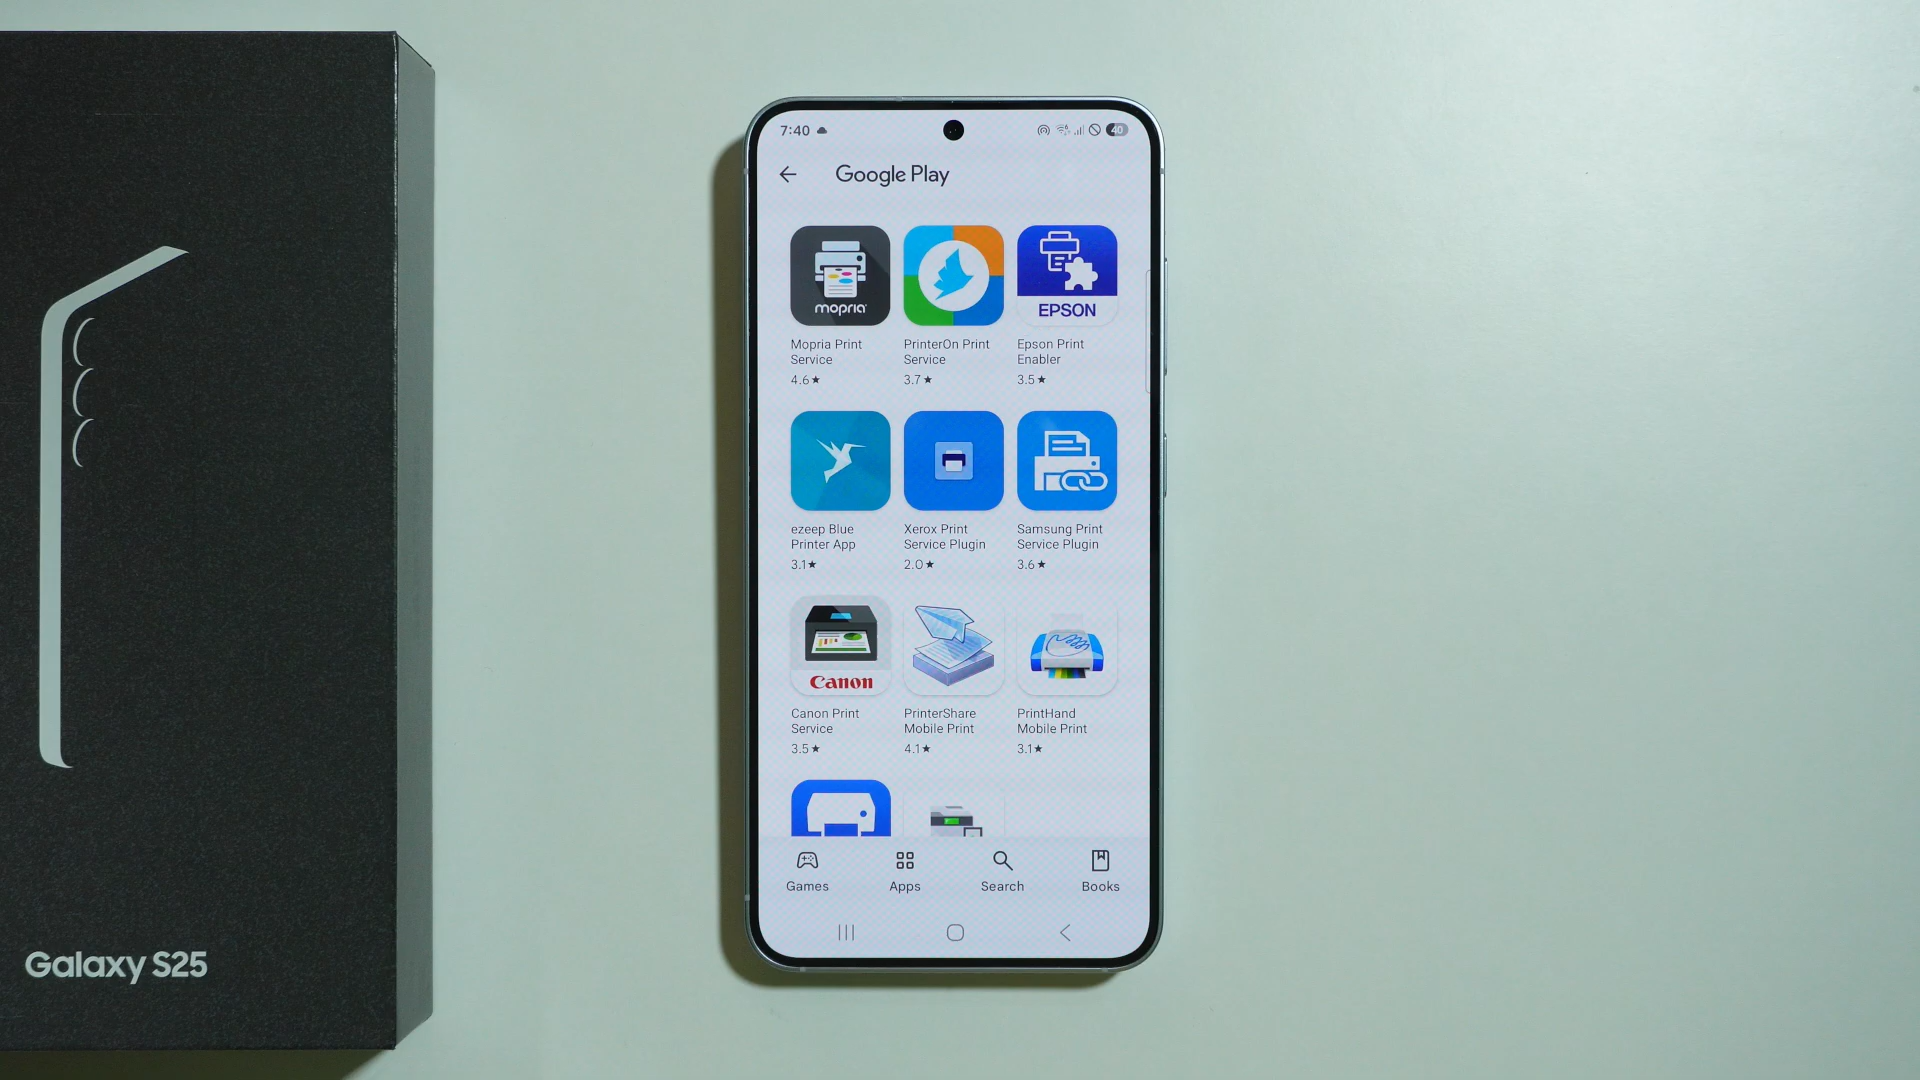 7:40
40
Google Play
mopria
EPSON
Mopria Print
Service
4.6★
PrinterOn Print
Service
3.7★
Epson Print
Enabler
3.5★
ezeep Blue
Printer App
3.1★
Xerox Print
Service Plugin
2.0★
Samsung Print
Service Plugin
3.6★
Canon
Canon Print
Service
3.5★
PrinterShare
Mobile Print
4.1★
PrintHand
Mobile Print
3.1★
Games
Apps
Search
Books
Galaxy S25